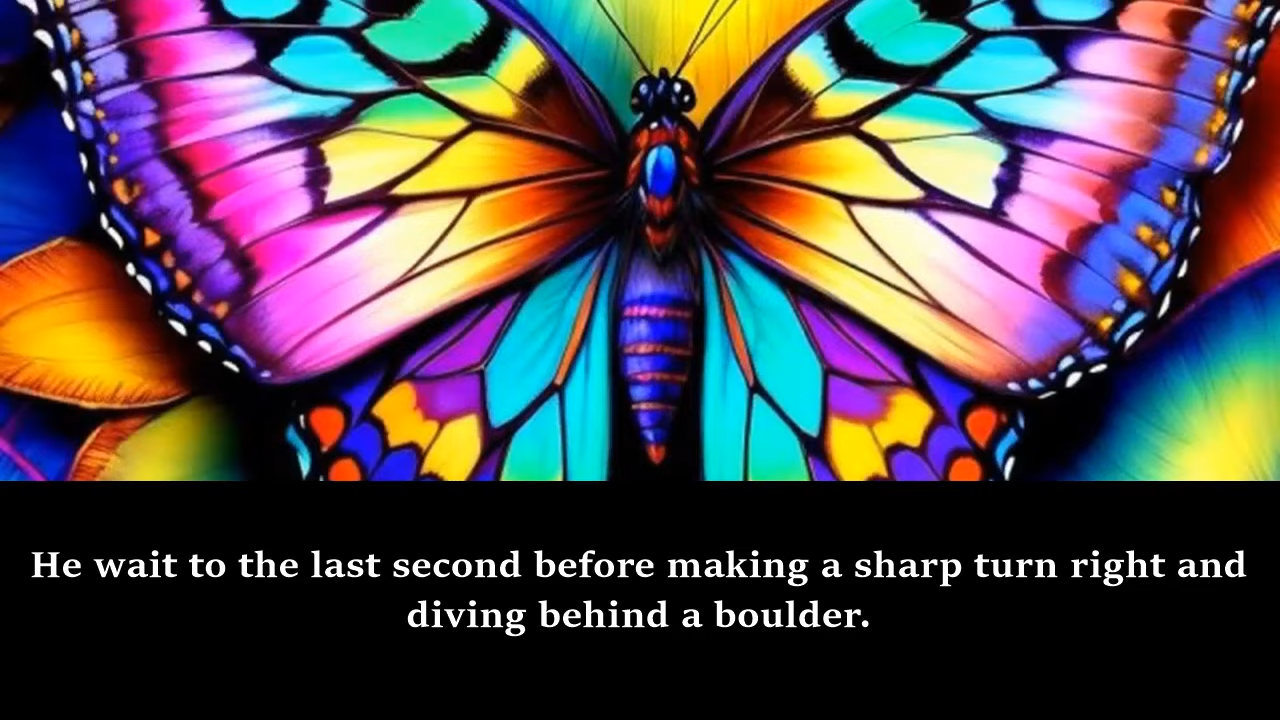 He wait to the last second before making a sharp turn right and
diving behind a boulder.